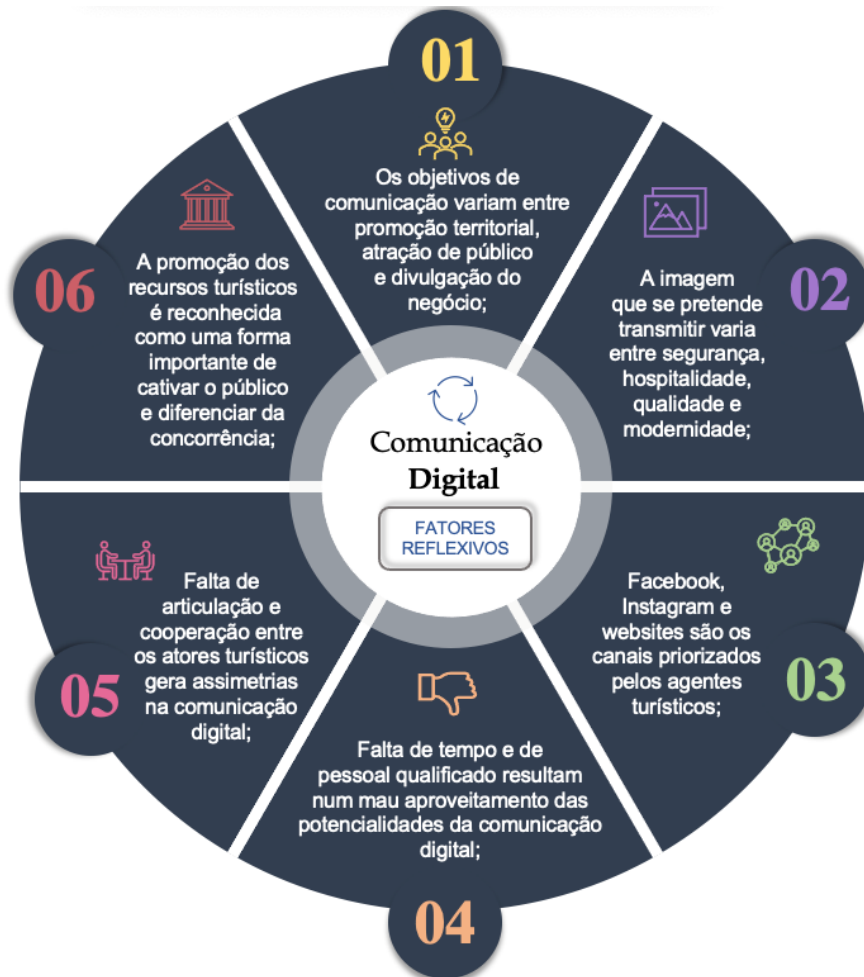 Comunicação
Digital
FATORES
REFLEXIVOS
01
Os objetivos de
comunicação variam entre
promoção territorial,
atração de público
e divulgação do
negócio;
02
A imagem
que se pretende
transmitir varia
entre segurança,
hospitalidade,
qualidade e
modernidade;
03
Facebook,
Instagram e
websites são os
canais priorizados
pelos agentes
turísticos;
04
Falta de tempo e de
pessoal qualificado resultam
num mau aproveitamento das
potencialidades da comunicação
digital;
05
Falta de
articulação e
cooperação entre
os atores turísticos
gera assimetrias
na comunicação
digital;
06
A promoção dos
recursos turísticos
é reconhecida
como uma forma
importante de
cativar o público
e diferenciar da
concorrência;